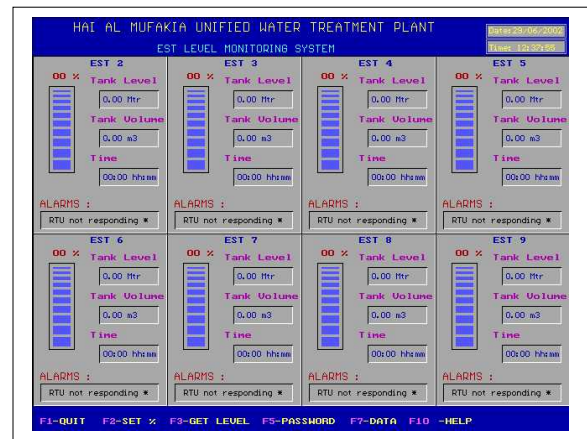 HAI AL MUFAKIA UNIFIED WATER TREATMENT PLANT
Date:29/06/2002
EST LEVEL MONITORING SYSTEM
Time: 12:37:55
EST 2 EST 3 EST 4 EST 5
00 % Tank Level 00 % Tank Level 00 % Tank Level 00 % Tank Level
0.00 Mtr 0.00 Mtr 0.00 Mtr 0.00 Mtr
Tank Volume Tank Volume Tank Volume Tank Volume
0.00 m3 0.00 m3 0.00 m3 0.00 m3
Time Time Time Time
00:00 hh:mm 00:00 hh:mm 00:00 hh:mm 00:00 hh:mm
ALARMS : ALARMS : ALARMS : ALARMS :
RTU not responding * RTU not responding * RTU not responding * RTU not responding *
EST 6 EST 7 EST 8 EST 9
00 % Tank Level 00 % Tank Level 00 % Tank Level 00 % Tank Level
0.00 Mtr 0.00 Mtr 0.00 Mtr 0.00 Mtr
Tank Volume Tank Volume Tank Volume Tank Volume
0.00 m3 0.00 m3 0.00 m3 0.00 m3
Time Time Time Time
00:00 hh:mm 00:00 hh:mm 00:00 hh:mm 00:00 hh:mm
ALARMS : ALARMS : ALARMS : ALARMS :
RTU not responding * RTU not responding * RTU not responding * RTU not responding *
F1-QUIT F2-SET % F3-GET LEVEL F5-PASSWORD F7-DATA F10 -HELP